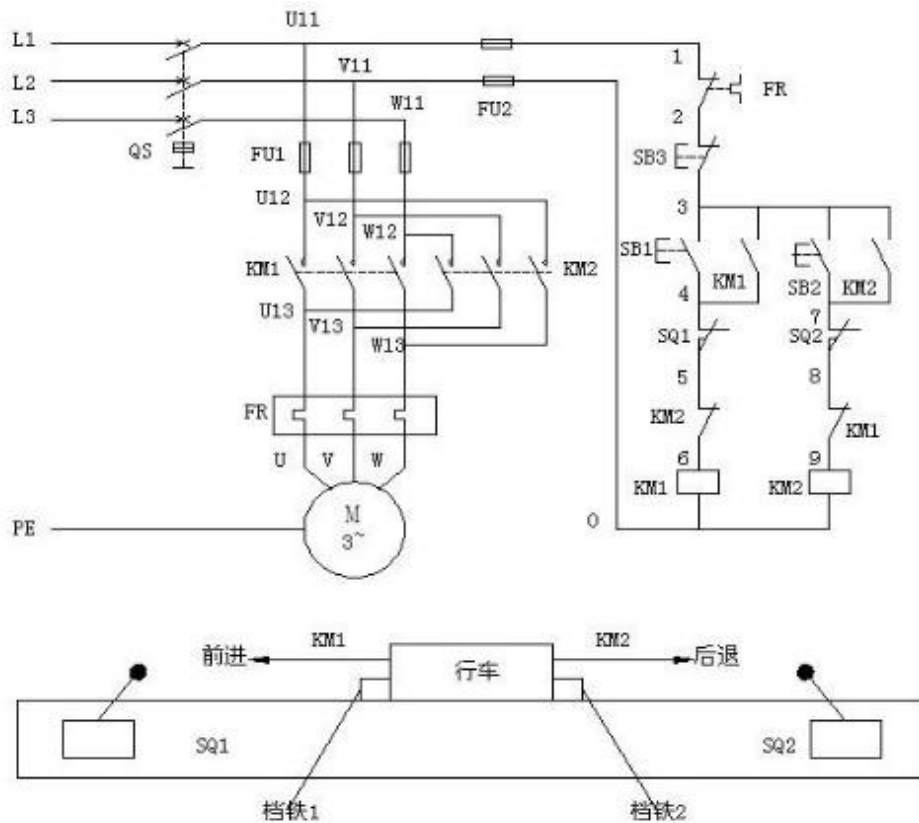 U11
L1
1
V11
L2
FR
W11
FU2
2
L3
QS
FU1
SB3
U12
3
V12
W12
SB1
KM1
KM2
KM1
SB2
KM2
4
U13
7
V13
SQ1
SQ2
W13
5
8
FR
KM2
KM1
U
V
W
6
9
KM1
KM2
M
3~
PE
0
KM1
KM2
前进
行车
后退
SQ1
SQ2
档铁1
档铁2